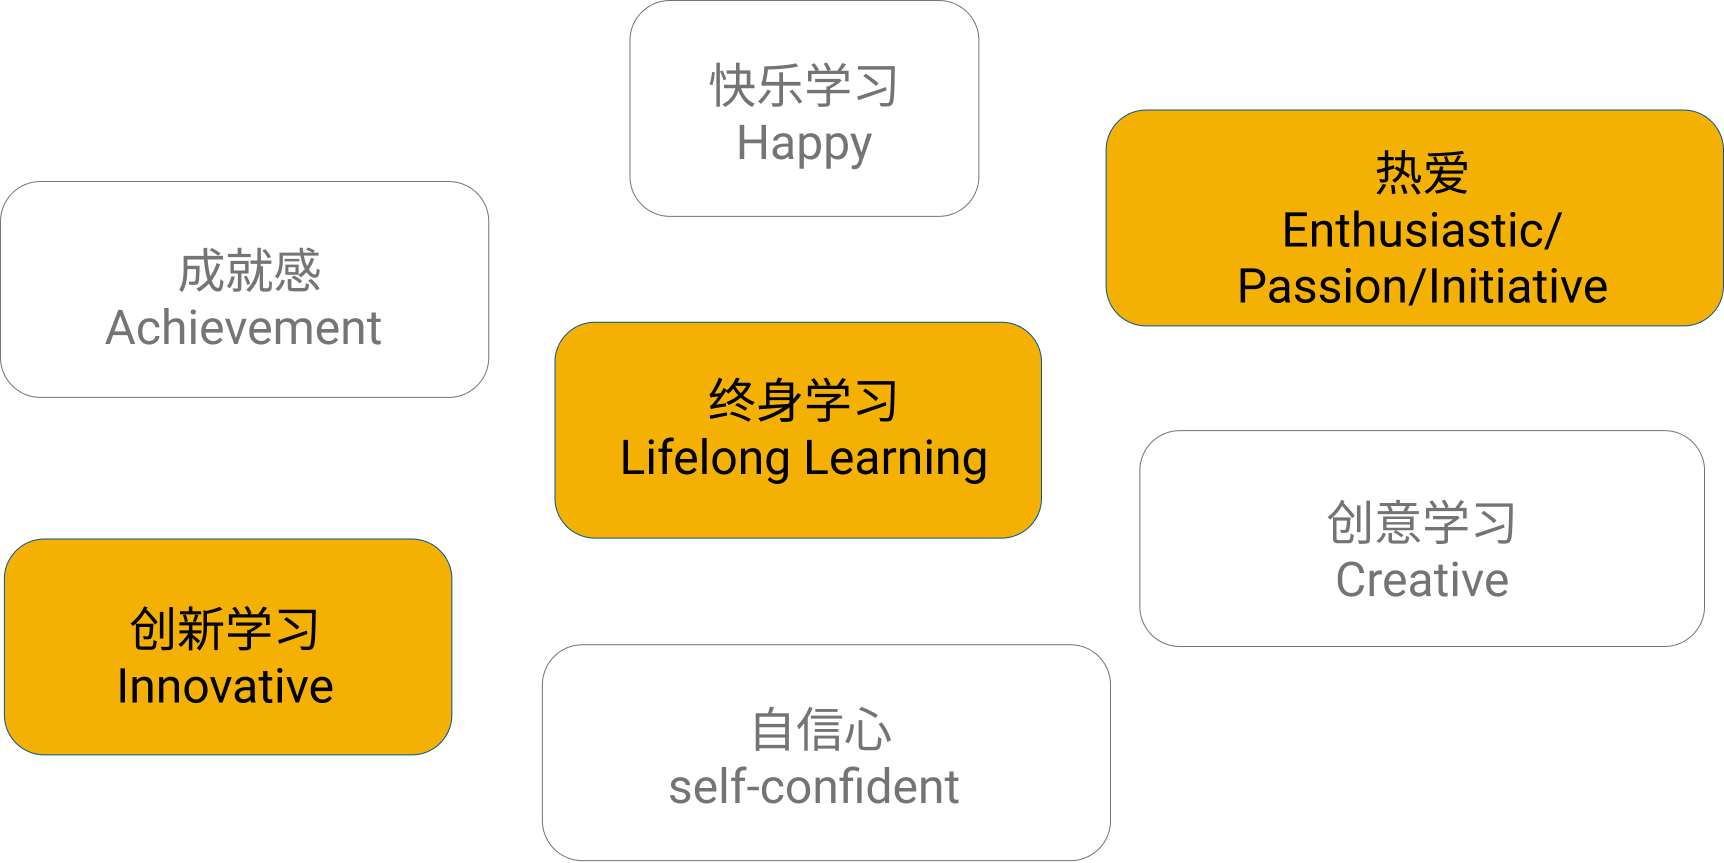 快乐学习
Happy
热爱
Enthusiastic/
Passion/Initiative
成就感
Achievement
终身学习
Lifelong Learning
创意学习
Creative
创新学习
Innovative
自信心
self-confident